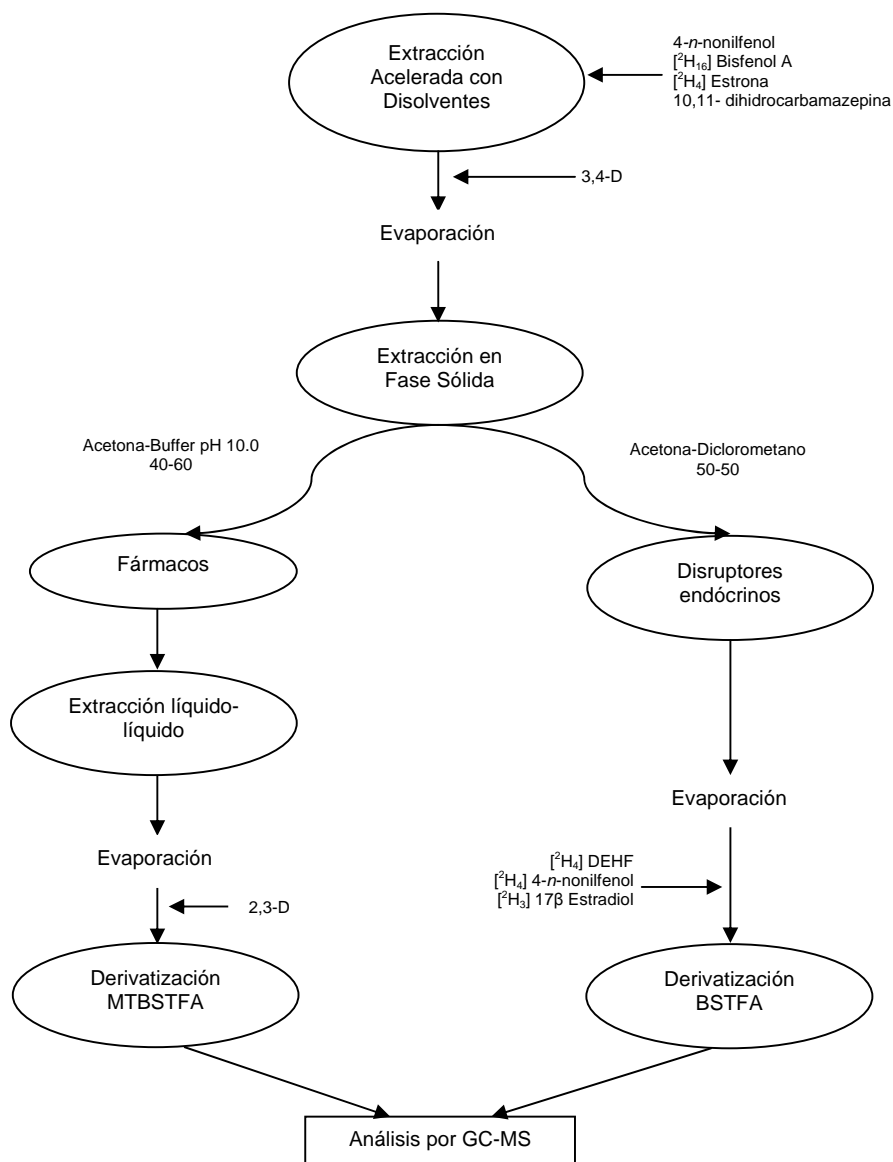 Extracción
Acelerada con
Disolventes
4-n-nonilfenol
[²H₁₆] Bisfenol A
[²H₄] Estrona
10,11- dihidrocarbamazepina
3,4-D
Evaporación
Extracción en
Fase Sólida
Acetona-Buffer pH 10.0
40-60
Acetona-Diclorometano
50-50
Fármacos
Disruptores
endócrinos
Extracción líquido-
líquido
Evaporación
Evaporación
2,3-D
[²H₄] DEHF
[²H₄] 4-n-nonilfenol
[²H₃] 17β Estradiol
Derivatización
MTBSTFA
Derivatización
BSTFA
Análisis por GC-MS